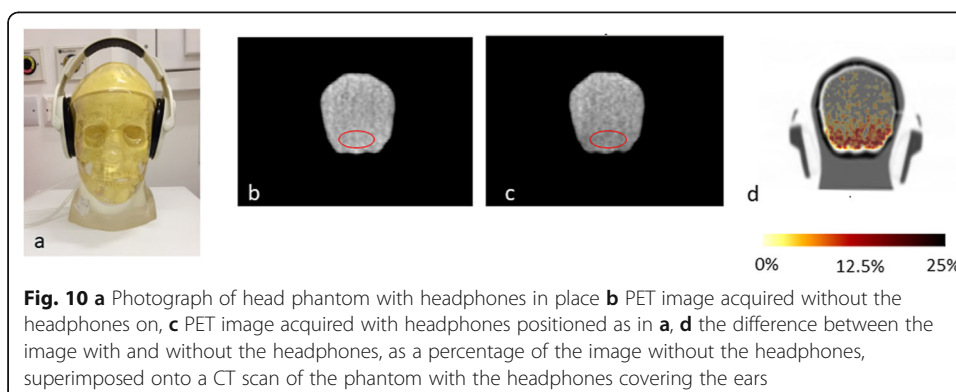 a
b
c
d
0%
12.5%
25%
Fig. 10 a Photograph of head phantom with headphones in place b PET image acquired without the
headphones on, c PET image acquired with headphones positioned as in a, d the difference between the
image with and without the headphones, as a percentage of the image without the headphones,
superimposed onto a CT scan of the phantom with the headphones covering the ears